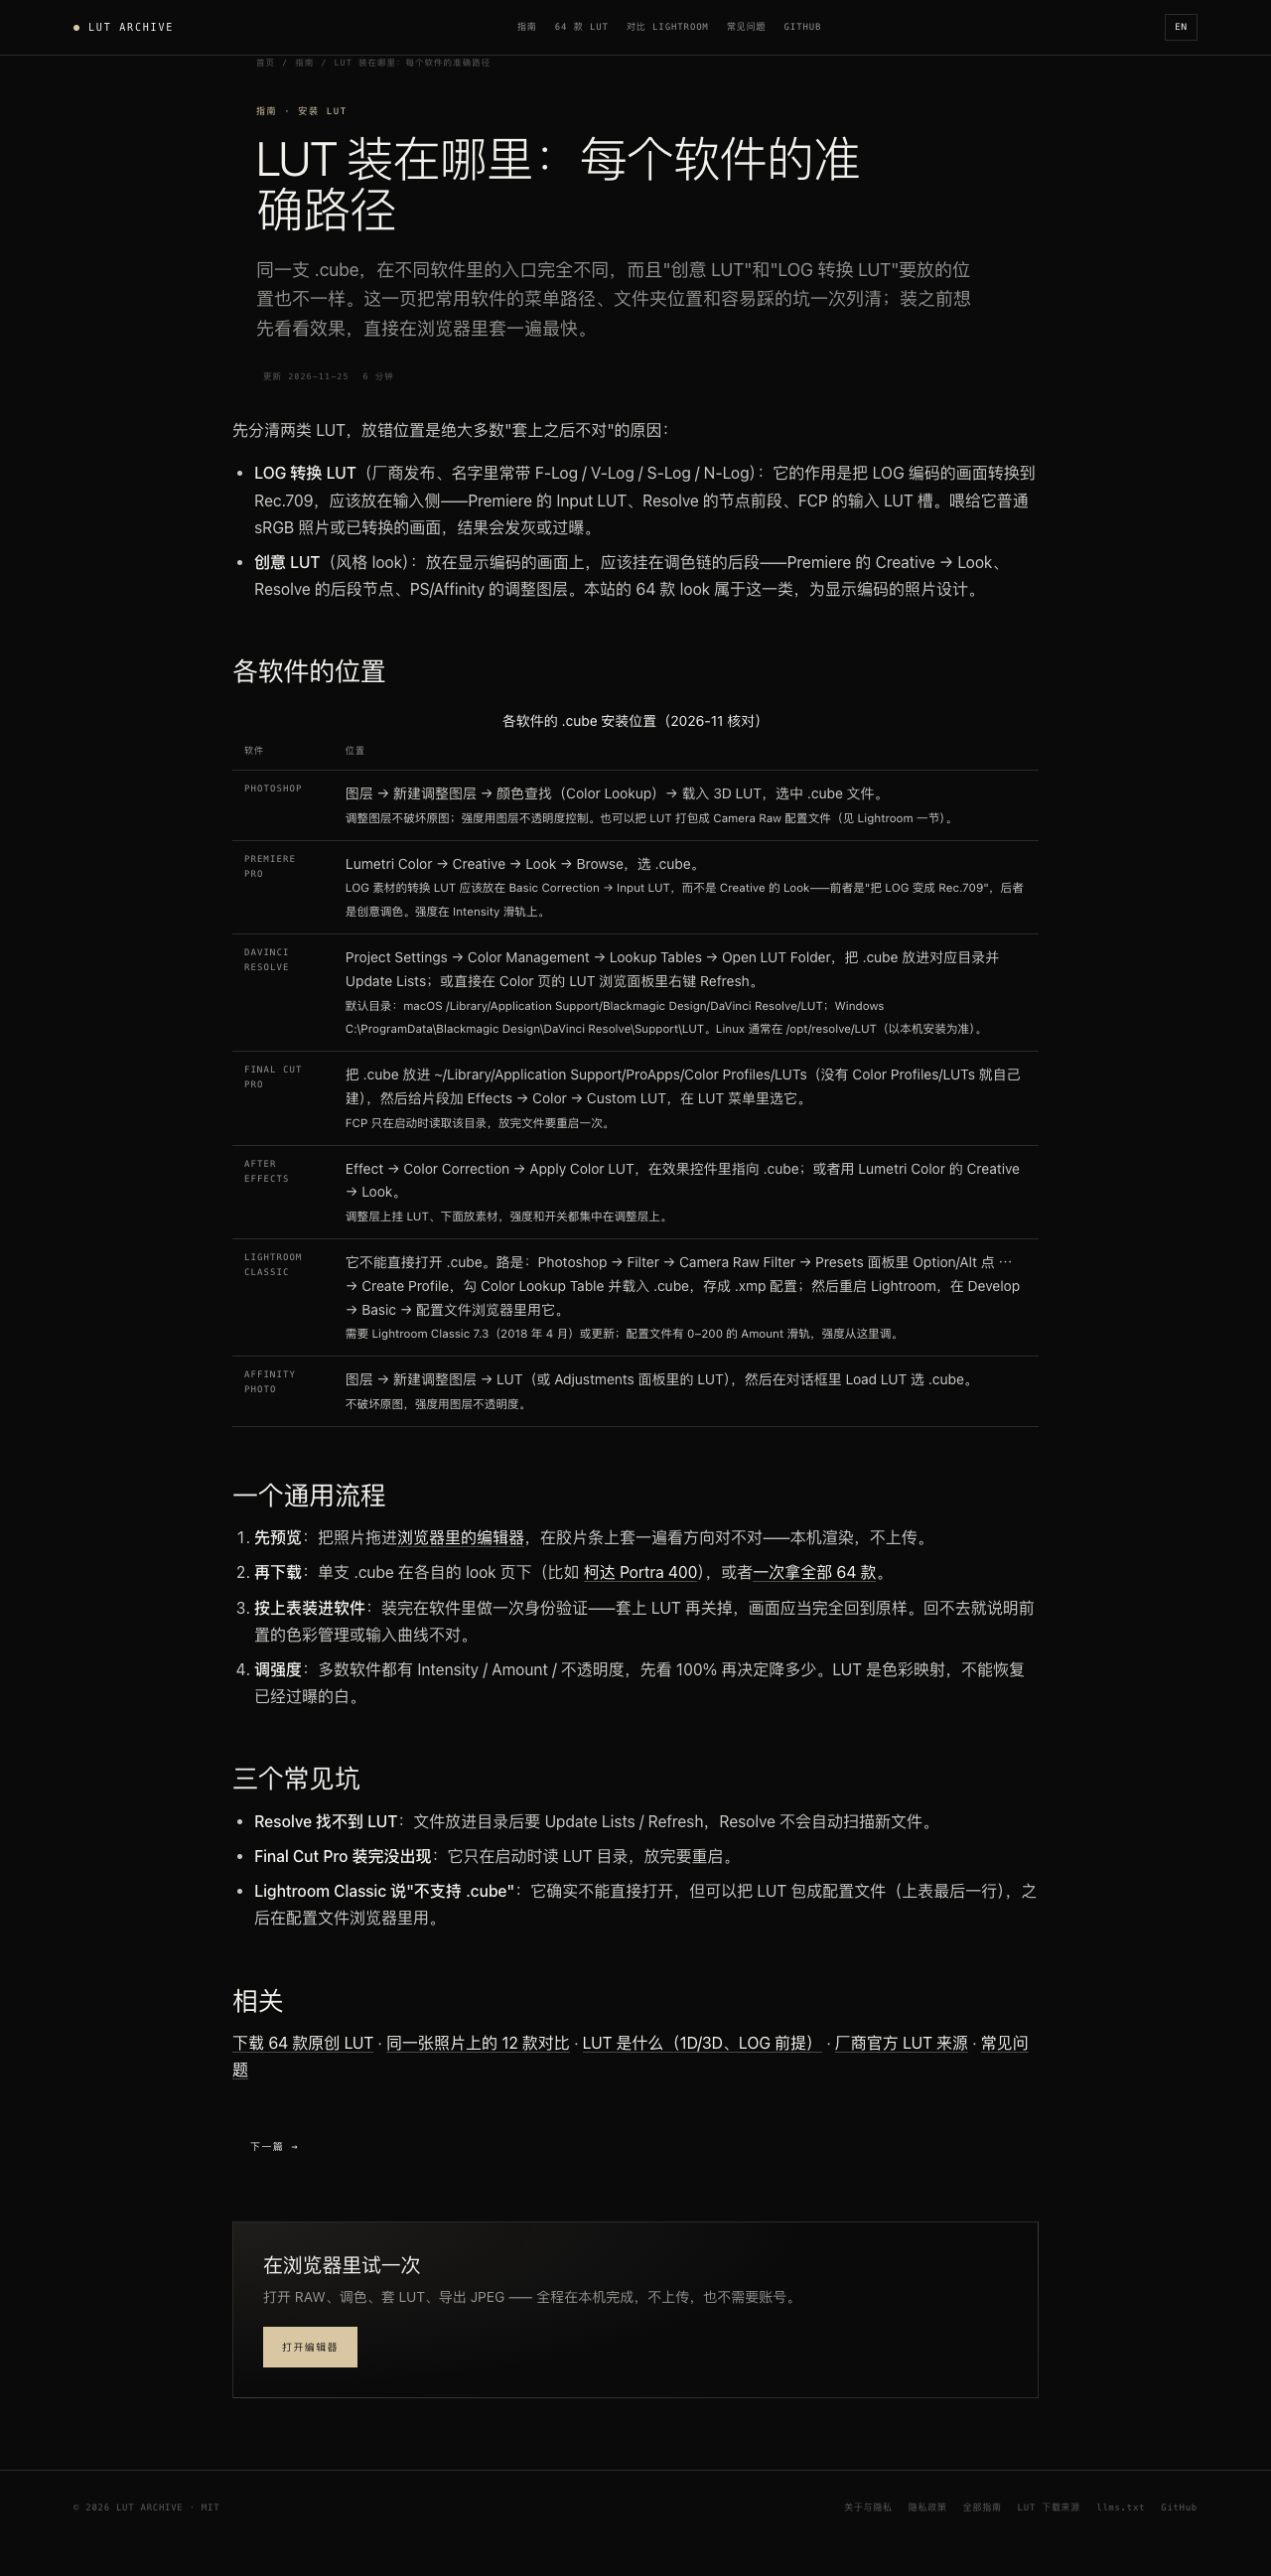 LUT ARCHIVE
指南 64 款 LUT 对比 LIGHTROOM 常见问题 GITHUB
EN
首页 / 指南 / LUT 装在哪里：每个软件的准确路径
指南 · 安装 LUT
LUT 装在哪里：每个软件的准
确路径
同一支 .cube，在不同软件里的入口完全不同，而且"创意 LUT"和"LOG 转换 LUT"要放的位
置也不一样。这一页把常用软件的菜单路径、文件夹位置和容易踩的坑一次列清；装之前想
先看看效果，直接在浏览器里套一遍最快。
更新 2026-11-25 6 分钟
先分清两类 LUT，放错位置是绝大多数"套上之后不对"的原因：
LOG 转换 LUT（厂商发布、名字里常带 F-Log / V-Log / S-Log / N-Log）：它的作用是把 LOG 编码的画面转换到
Rec.709，应该放在输入侧——Premiere 的 Input LUT、Resolve 的节点前段、FCP 的输入 LUT 槽。喂给它普通
sRGB 照片或已转换的画面，结果会发灰或过曝。
创意 LUT（风格 look）：放在显示编码的画面上，应该挂在调色链的后段——Premiere 的 Creative → Look、
Resolve 的后段节点、PS/Affinity 的调整图层。本站的 64 款 look 属于这一类，为显示编码的照片设计。
各软件的位置
各软件的 .cube 安装位置（2026-11 核对）
软件 位置
PHOTOSHOP
图层 → 新建调整图层 → 颜色查找（Color Lookup）→ 载入 3D LUT，选中 .cube 文件。
调整图层不破坏原图；强度用图层不透明度控制。也可以把 LUT 打包成 Camera Raw 配置文件（见 Lightroom 一节）。
PREMIERE
PRO
Lumetri Color → Creative → Look → Browse，选 .cube。
LOG 素材的转换 LUT 应该放在 Basic Correction → Input LUT，而不是 Creative 的 Look——前者是"把 LOG 变成 Rec.709"，后者
是创意调色。强度在 Intensity 滑轨上。
DAVINCI
RESOLVE
Project Settings → Color Management → Lookup Tables → Open LUT Folder，把 .cube 放进对应目录并
Update Lists；或直接在 Color 页的 LUT 浏览面板里右键 Refresh。
默认目录：macOS /Library/Application Support/Blackmagic Design/DaVinci Resolve/LUT；Windows
C:\ProgramData\Blackmagic Design\DaVinci Resolve\Support\LUT。Linux 通常在 /opt/resolve/LUT（以本机安装为准）。
FINAL CUT
PRO
把 .cube 放进 ~/Library/Application Support/ProApps/Color Profiles/LUTs（没有 Color Profiles/LUTs 就自己
建），然后给片段加 Effects → Color → Custom LUT，在 LUT 菜单里选它。
FCP 只在启动时读取该目录，放完文件要重启一次。
AFTER
EFFECTS
Effect → Color Correction → Apply Color LUT，在效果控件里指向 .cube；或者用 Lumetri Color 的 Creative
→ Look。
调整层上挂 LUT、下面放素材，强度和开关都集中在调整层上。
LIGHTROOM
CLASSIC
它不能直接打开 .cube。路是：Photoshop → Filter → Camera Raw Filter → Presets 面板里 Option/Alt 点 ⋯
→ Create Profile，勾 Color Lookup Table 并载入 .cube，存成 .xmp 配置；然后重启 Lightroom，在 Develop
→ Basic → 配置文件浏览器里用它。
需要 Lightroom Classic 7.3（2018 年 4 月）或更新；配置文件有 0–200 的 Amount 滑轨，强度从这里调。
AFFINITY
PHOTO
图层 → 新建调整图层 → LUT（或 Adjustments 面板里的 LUT），然后在对话框里 Load LUT 选 .cube。
不破坏原图，强度用图层不透明度。
一个通用流程
1. 先预览：把照片拖进浏览器里的编辑器，在胶片条上套一遍看方向对不对——本机渲染，不上传。
2. 再下载：单支 .cube 在各自的 look 页下（比如 柯达 Portra 400），或者一次拿全部 64 款。
3. 按上表装进软件：装完在软件里做一次身份验证——套上 LUT 再关掉，画面应当完全回到原样。回不去就说明前
置的色彩管理或输入曲线不对。
4. 调强度：多数软件都有 Intensity / Amount / 不透明度，先看 100% 再决定降多少。LUT 是色彩映射，不能恢复
已经过曝的白。
三个常见坑
Resolve 找不到 LUT：文件放进目录后要 Update Lists / Refresh，Resolve 不会自动扫描新文件。
Final Cut Pro 装完没出现：它只在启动时读 LUT 目录，放完要重启。
Lightroom Classic 说"不支持 .cube"：它确实不能直接打开，但可以把 LUT 包成配置文件（上表最后一行），之
后在配置文件浏览器里用。
相关
下载 64 款原创 LUT · 同一张照片上的 12 款对比 · LUT 是什么（1D/3D、LOG 前提） · 厂商官方 LUT 来源 · 常见问
题
下一篇 →
在浏览器里试一次
打开 RAW、调色、套 LUT、导出 JPEG —— 全程在本机完成，不上传，也不需要账号。
打开编辑器
© 2026 LUT ARCHIVE · MIT
关于与隐私 隐私政策 全部指南 LUT 下载来源 llms.txt GitHub